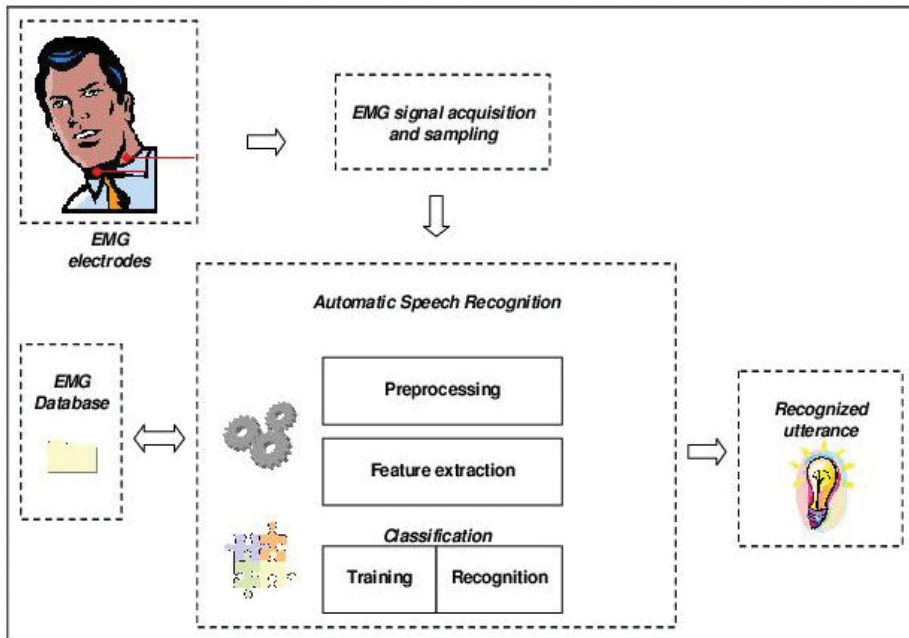 EMG
electrodes
EMG signal acquisition
and sampling
Automatic Speech Recognition
EMG
Database
Preprocessing
Feature extraction
Classification
Training
Recognition
Recognized
utterance